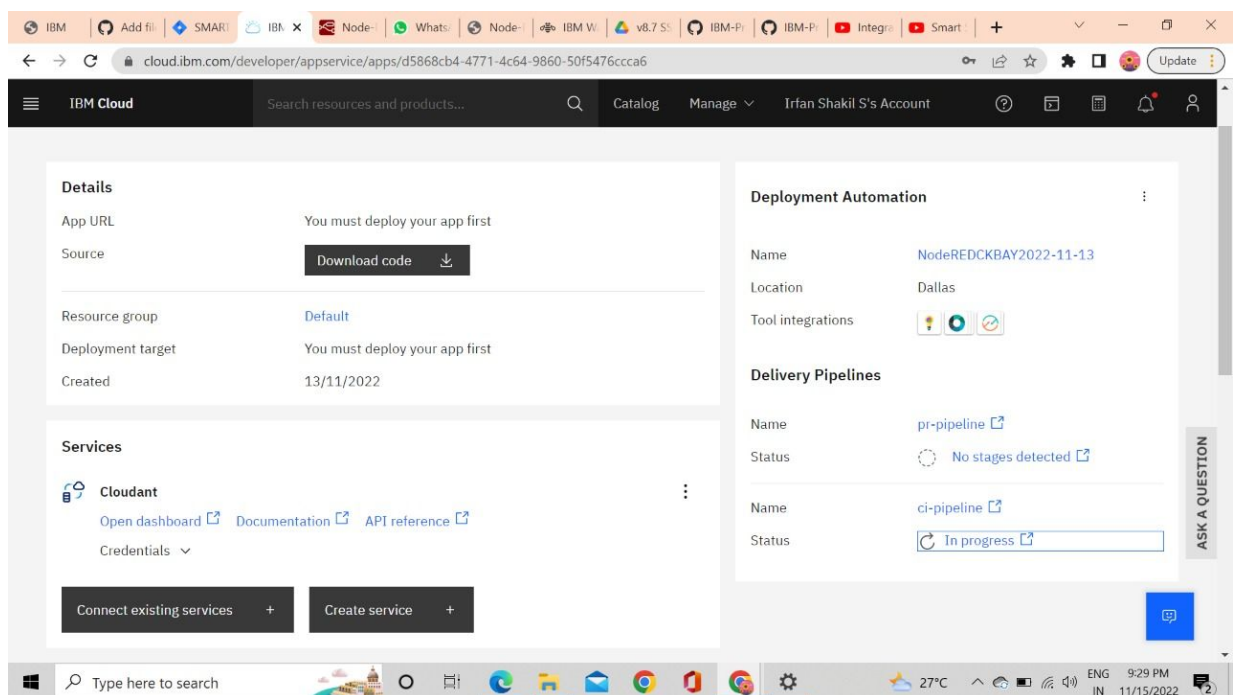 IBM
Add fil
SMART
IBM
Node-
Whats
Node-
IBM W
v8.7 SS
IBM-Pr
IBM-Pr
Integra
Smart
cloud.ibm.com/developer/appservice/apps/d5868cb4-4771-4c64-9860-50f5476ccca6
Update
IBM Cloud
Search resources and products...
Catalog
Manage
Irfan Shakil S's Account
Details
App URL
You must deploy your app first
Source
Download code
Resource group
Default
Deployment target
You must deploy your app first
Created
13/11/2022
Services
Cloudant
Open dashboard
Documentation
API reference
Credentials
Connect existing services +
Create service +
Deployment Automation
Name
NodeREDCKBAY2022-11-13
Location
Dallas
Tool integrations
Delivery Pipelines
Name
pr-pipeline
Status
No stages detected
Name
ci-pipeline
Status
In progress
ASK A QUESTION
Type here to search
27°C
ENG
IN
9:29 PM
11/15/2022
2